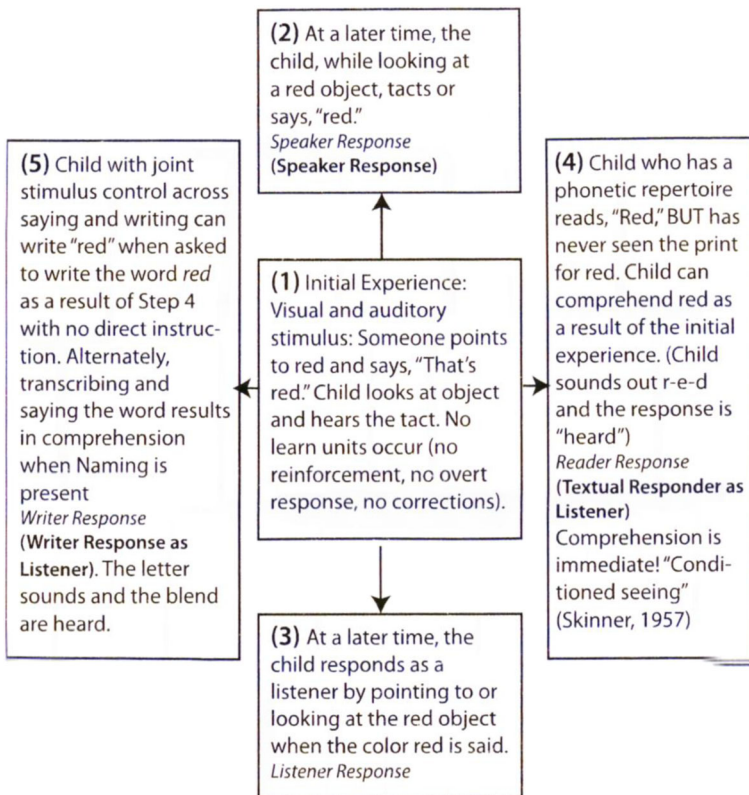 (2) At a later time, the
child, while looking at
a red object, tacts or
says, "red."
Speaker Response
(Speaker Response)
(5) Child with joint
stimulus control across
saying and writing can
write "red" when asked
to write the word red
as a result of Step 4
with no direct instruc-
tion. Alternately,
transcribing and
saying the word results
in comprehension
when Naming is
present
Writer Response
(Writer Response as
Listener). The letter
sounds and the blend
are heard.
(1) Initial Experience:
Visual and auditory
stimulus: Someone points
to red and says, "That's
red." Child looks at object
and hears the tact. No
learn units occur (no
reinforcement, no overt
response, no corrections).
(4) Child who has a
phonetic repertoire
reads, "Red," BUT has
never seen the print
for red. Child can
comprehend red as
a result of the initial
experience. (Child
sounds out r-e-d
and the response is
"heard")
Reader Response
(Textual Responder as
Listener)
Comprehension is
immediate! "Condi-
tioned seeing"
(Skinner, 1957)
(3) At a later time, the
child responds as a
listener by pointing to or
looking at the red object
when the color red is said.
Listener Response